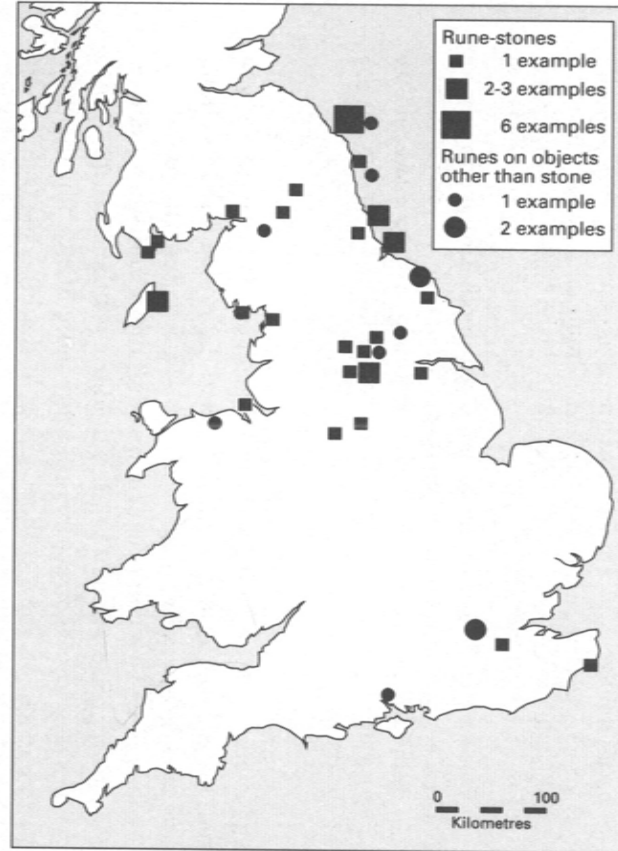 Rune-stones
1 example
2-3 examples
6 examples
Runes on objects
other than stone
1 example
2 examples
0 100
Kilometres